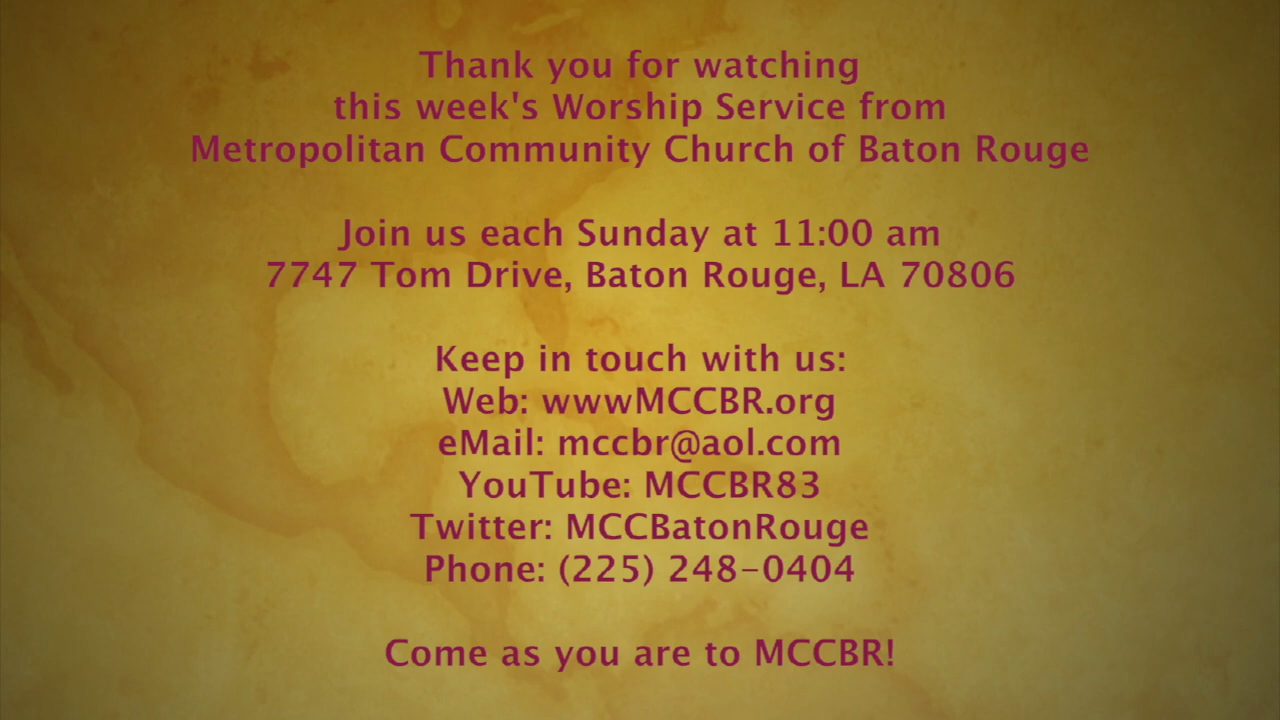 Thank you for watching
this week's Worship Service from
Metropolitan Community Church of Baton Rouge
Join us each Sunday at 11:00 am
7747 Tom Drive, Baton Rouge, LA 70806
Keep in touch with us:
Web: wwwMCCBR.org
eMail: mccbr@aol.com
YouTube: MCCBR83
Twitter: MCCBatonRouge
Phone: (225) 248-0404
Come as you are to MCCBR!